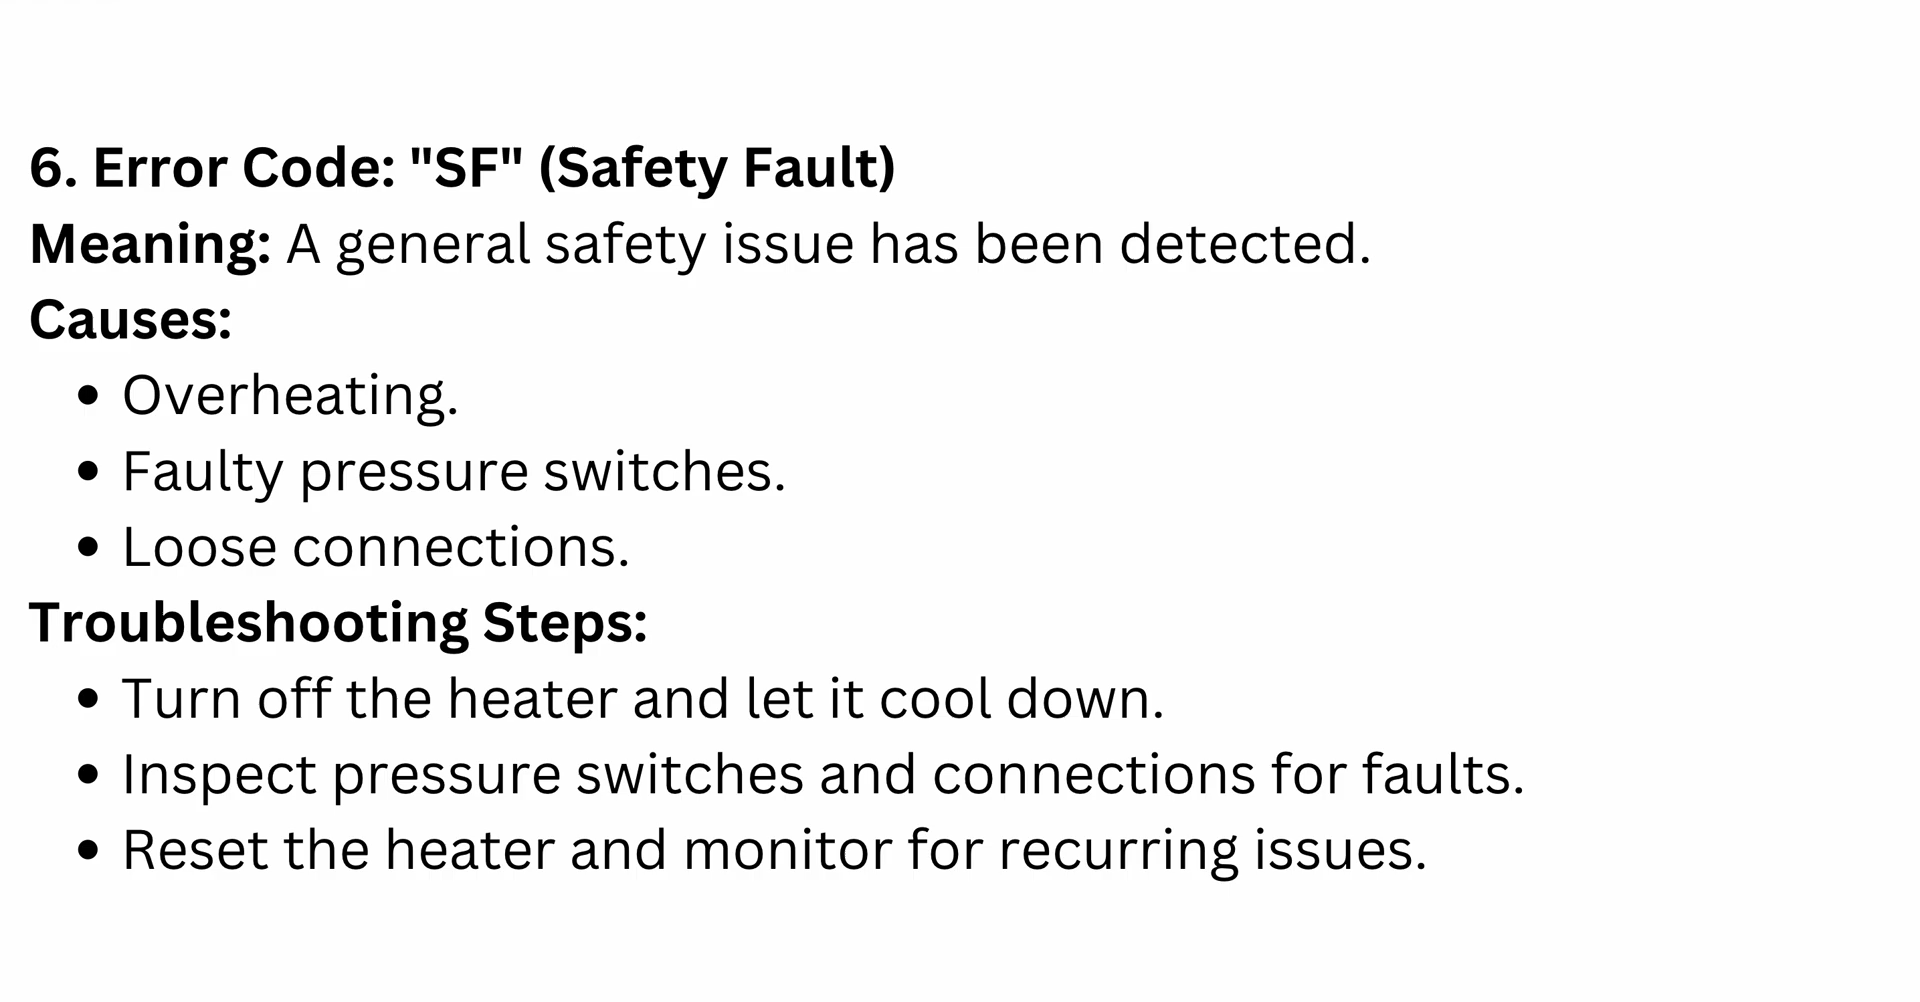 6. Error Code: "SF" (Safety Fault)
Meaning: A general safety issue has been detected.
Causes:
• Overheating.
• Faulty pressure switches.
• Loose connections.
Troubleshooting Steps:
• Turn off the heater and let it cool down.
• Inspect pressure switches and connections for faults.
• Reset the heater and monitor for recurring issues.